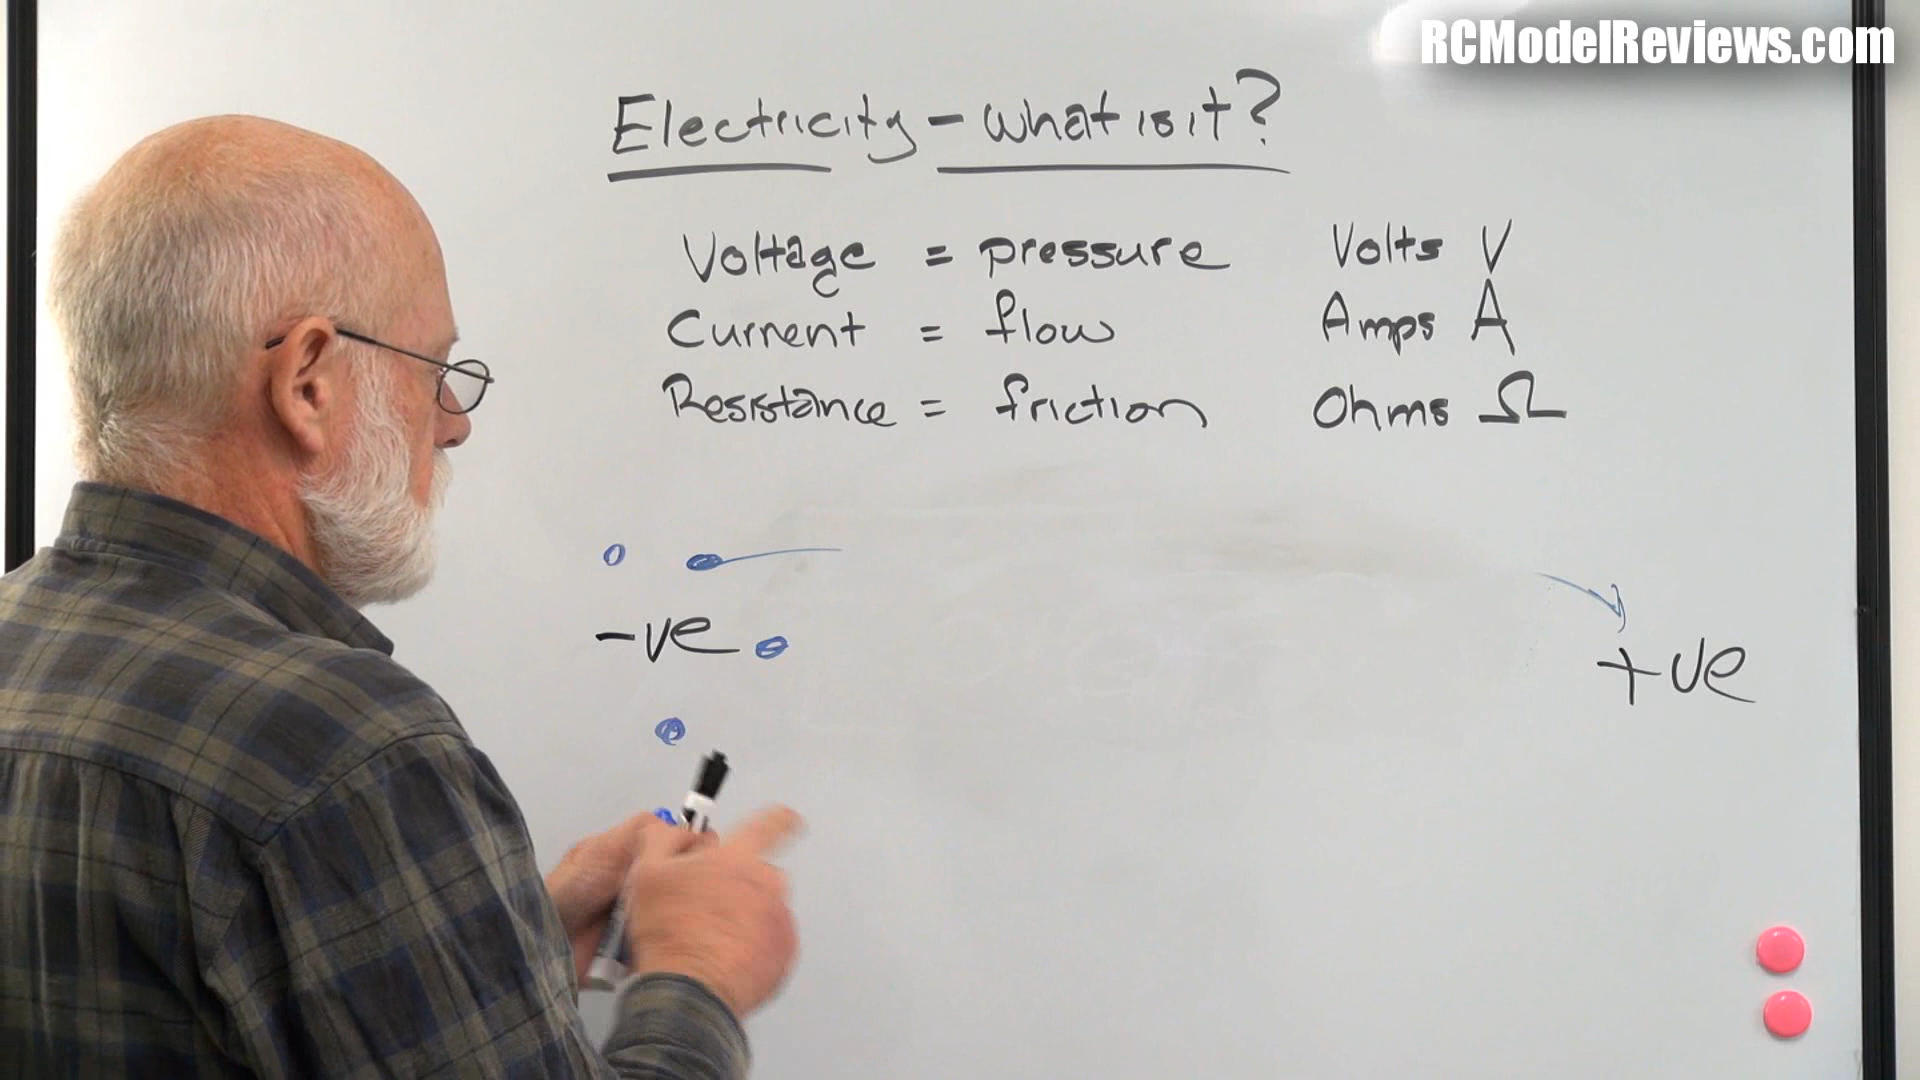 RCModelReviews.com
Electricity - what is it?
Voltage = pressure Volts V
Current = flow Amps A
Resistance = friction Ohms Ω
-ve
+ve